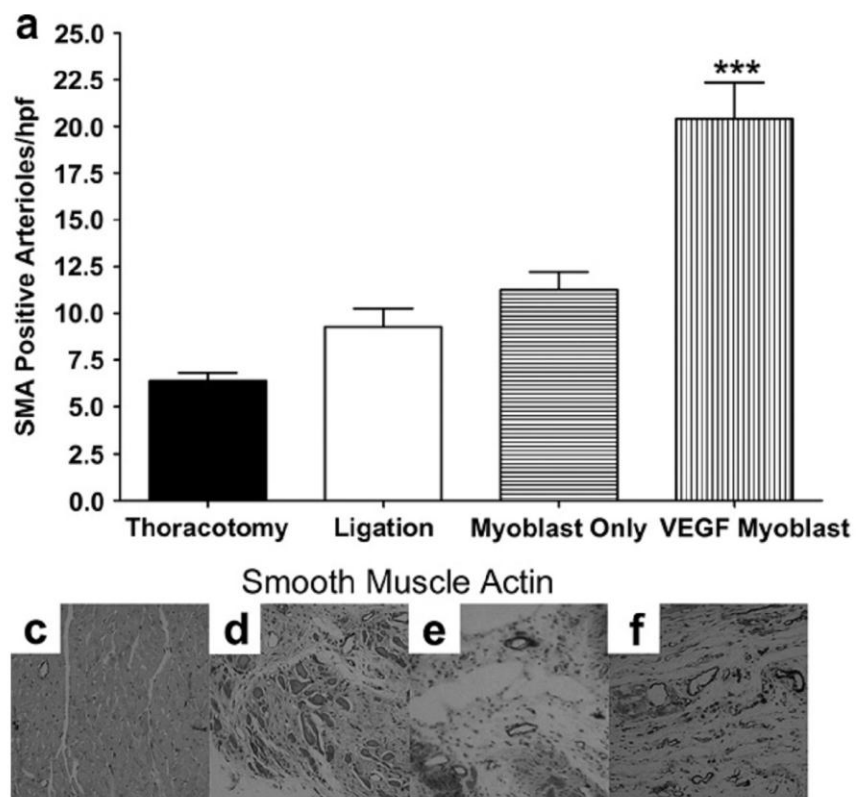 a
SMA Positive Arterioles/hpf
25.0
22.5
20.0
17.5
15.0
12.5
10.0
7.5
5.0
2.5
0.0
***
Thoracotomy Ligation Myoblast Only VEGF Myoblast
Smooth Muscle Actin
c d e f